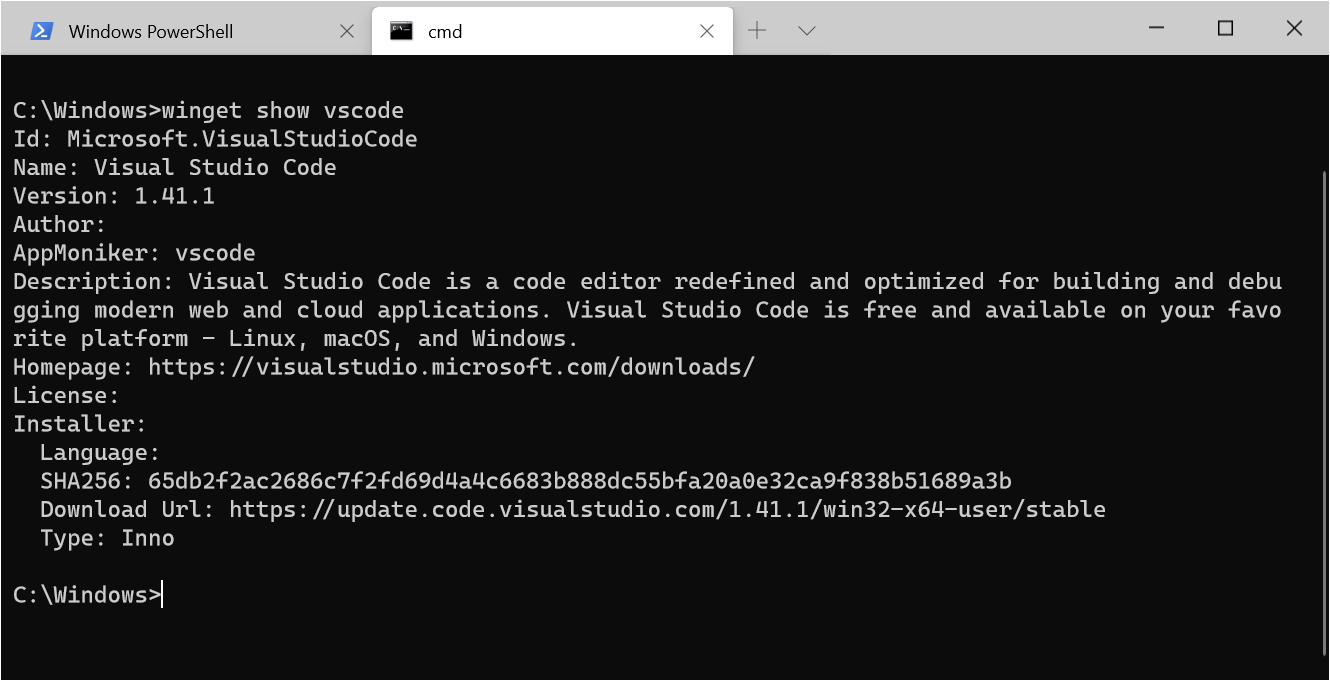 Windows PowerShell
cmd
C:\Windows>winget show vscode
Id: Microsoft.VisualStudioCode
Name: Visual Studio Code
Version: 1.41.1
Author:
AppMoniker: vscode
Description: Visual Studio Code is a code editor redefined and optimized for building and debu
gging modern web and cloud applications. Visual Studio Code is free and available on your favo
rite platform - Linux, macOS, and Windows.
Homepage: https://visualstudio.microsoft.com/downloads/
License:
Installer:
  Language:
  SHA256: 65db2f2ac2686c7f2fd69d4a4c6683b888dc55bfa20a0e32ca9f838b51689a3b
  Download Url: https://update.code.visualstudio.com/1.41.1/win32-x64-user/stable
  Type: Inno
C:\Windows>